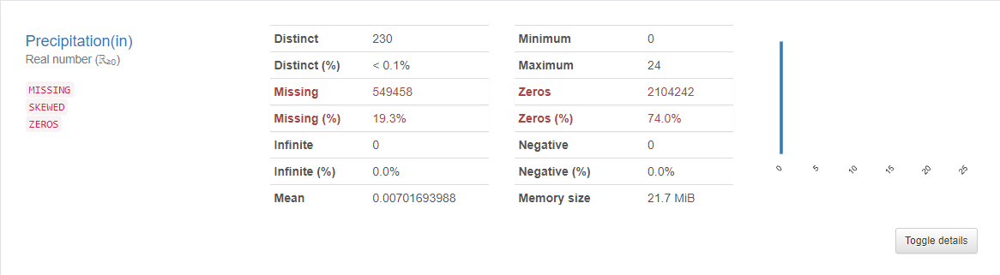 Precipitation(in)
Real number (ℝ≥0)
MISSING
SKEWED
ZEROS
Distinct 230
Distinct (%) < 0.1%
Missing 549458
Missing (%) 19.3%
Infinite 0
Infinite (%) 0.0%
Mean 0.00701693988
Minimum 0
Maximum 24
Zeros 2104242
Zeros (%) 74.0%
Negative 0
Negative (%) 0.0%
Memory size 21.7 MiB
0 5 10 15 20 25
Toggle details